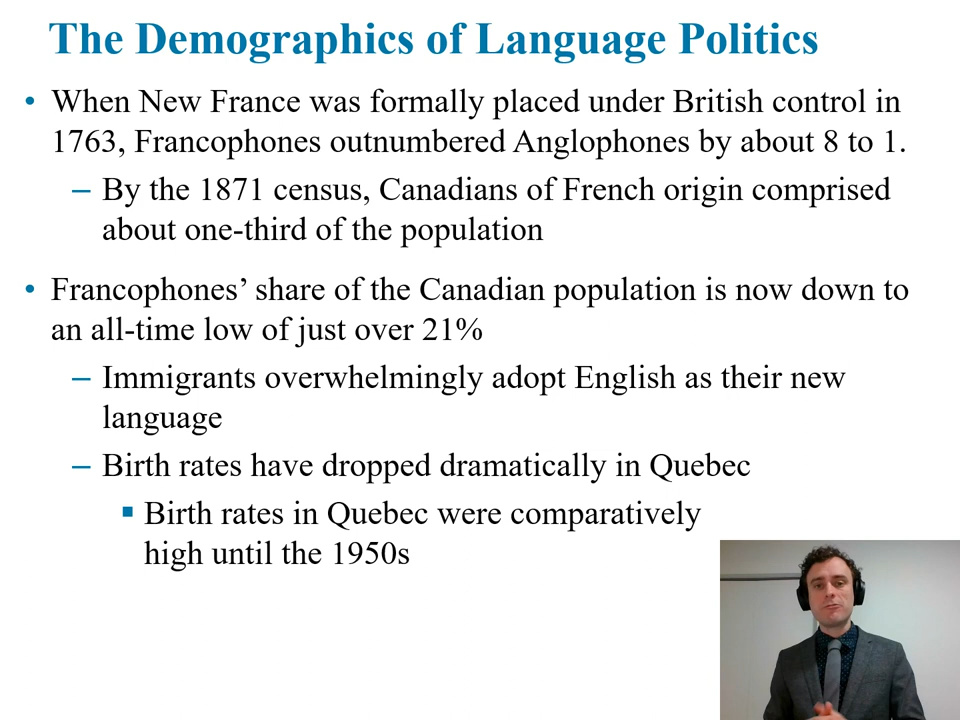 The Demographics of Language Politics
• When New France was formally placed under British control in
1763, Francophones outnumbered Anglophones by about 8 to 1.
– By the 1871 census, Canadians of French origin comprised
about one-third of the population
• Francophones’ share of the Canadian population is now down to
an all-time low of just over 21%
– Immigrants overwhelmingly adopt English as their new
language
– Birth rates have dropped dramatically in Quebec
▪ Birth rates in Quebec were comparatively
high until the 1950s